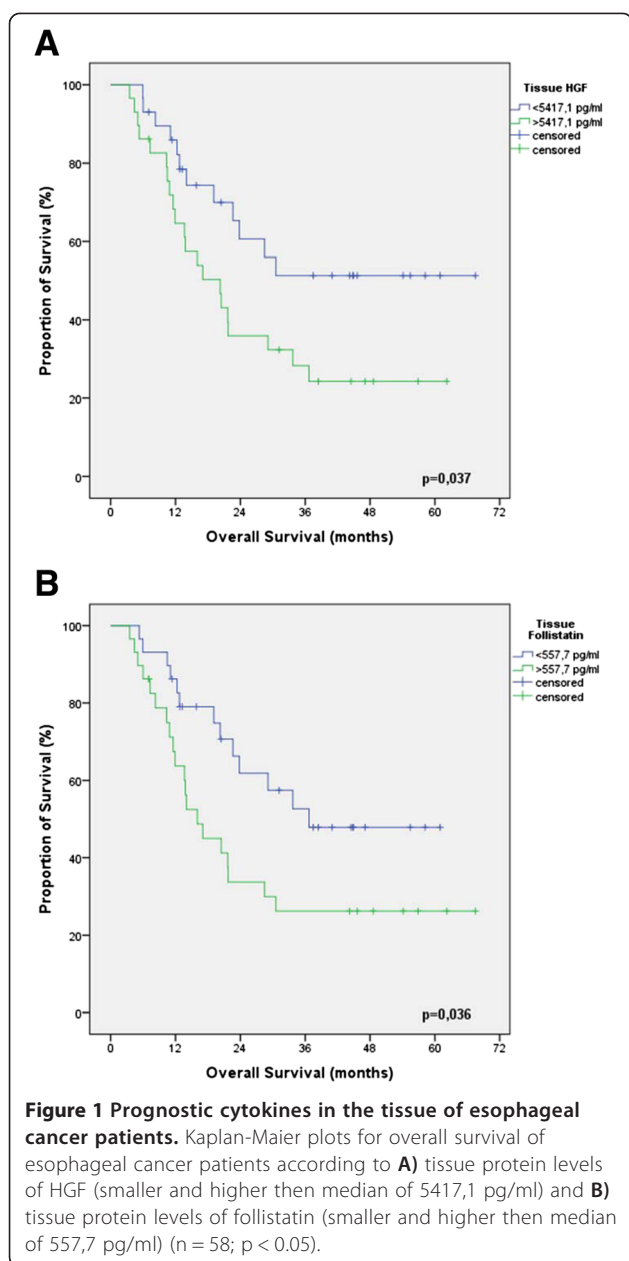 A
Tissue HGF
<5417,1 pg/ml
>5417,1 pg/ml
censored
censored
100
80
60
40
20
0
Proportion of Survival (%)
p=0,037
0 12 24 36 48 60 72
Overall Survival (months)
B
Tissue
Follistatin
<557,7 pg/ml
>557,7 pg/ml
censored
censored
100
80
60
40
20
0
Proportion of Survival (%)
p=0,036
0 12 24 36 48 60 72
Overall Survival (months)
Figure 1 Prognostic cytokines in the tissue of esophageal
cancer patients. Kaplan-Maier plots for overall survival of
esophageal cancer patients according to A) tissue protein levels
of HGF (smaller and higher then median of 5417,1 pg/ml) and B)
tissue protein levels of follistatin (smaller and higher then median
of 557,7 pg/ml) (n = 58; p < 0.05).